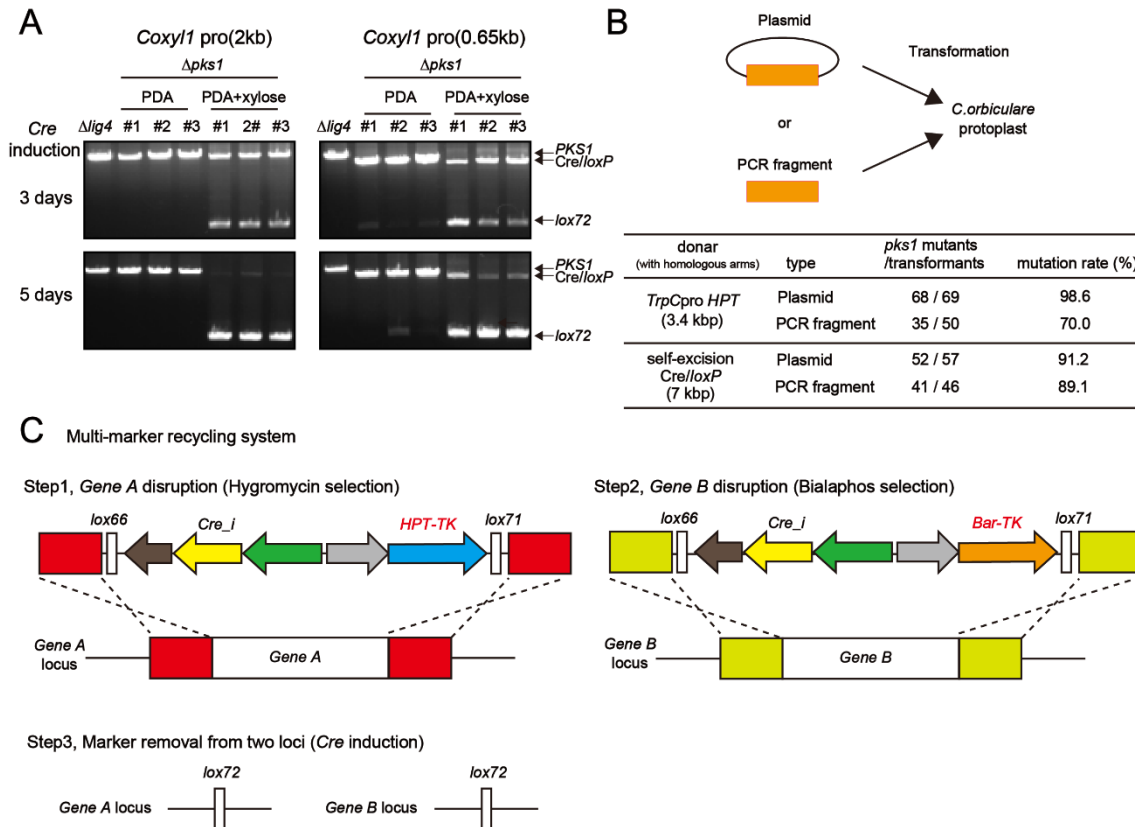 A
Coxyl1 pro(2kb)
Coxyl1 pro(0.65kb)
Δpks1
Δpks1
PDA
PDA+xylose
PDA
PDA+xylose
Δlig4 #1 #2 #3 #1 2# #3
Δlig4 #1 #2 #3 #1 #2 #3
Cre
induction
3 days
PKS1
Cre/loxP
lox72
5 days
PKS1
Cre/loxP
lox72
B
Plasmid
Transformation
or
C.orbiculare
protoplast
PCR fragment
donar
(with homologous arms)
type
pks1 mutants
/transformants
mutation rate (%)
TrpCpro HPT
(3.4 kbp)
Plasmid 68 / 69 98.6
PCR fragment 35 / 50 70.0
self-excision
Cre/loxP
(7 kbp)
Plasmid 52 / 57 91.2
PCR fragment 41 / 46 89.1
C Multi-marker recycling system
Step1, Gene A disruption (Hygromycin selection)
lox66 Cre_i HPT-TK lox71
Gene A
locus
Gene A
Step2, Gene B disruption (Bialaphos selection)
lox66 Cre_i Bar-TK lox71
Gene B
locus
Gene B
Step3, Marker removal from two loci (Cre induction)
lox72
lox72
Gene A locus
Gene B locus